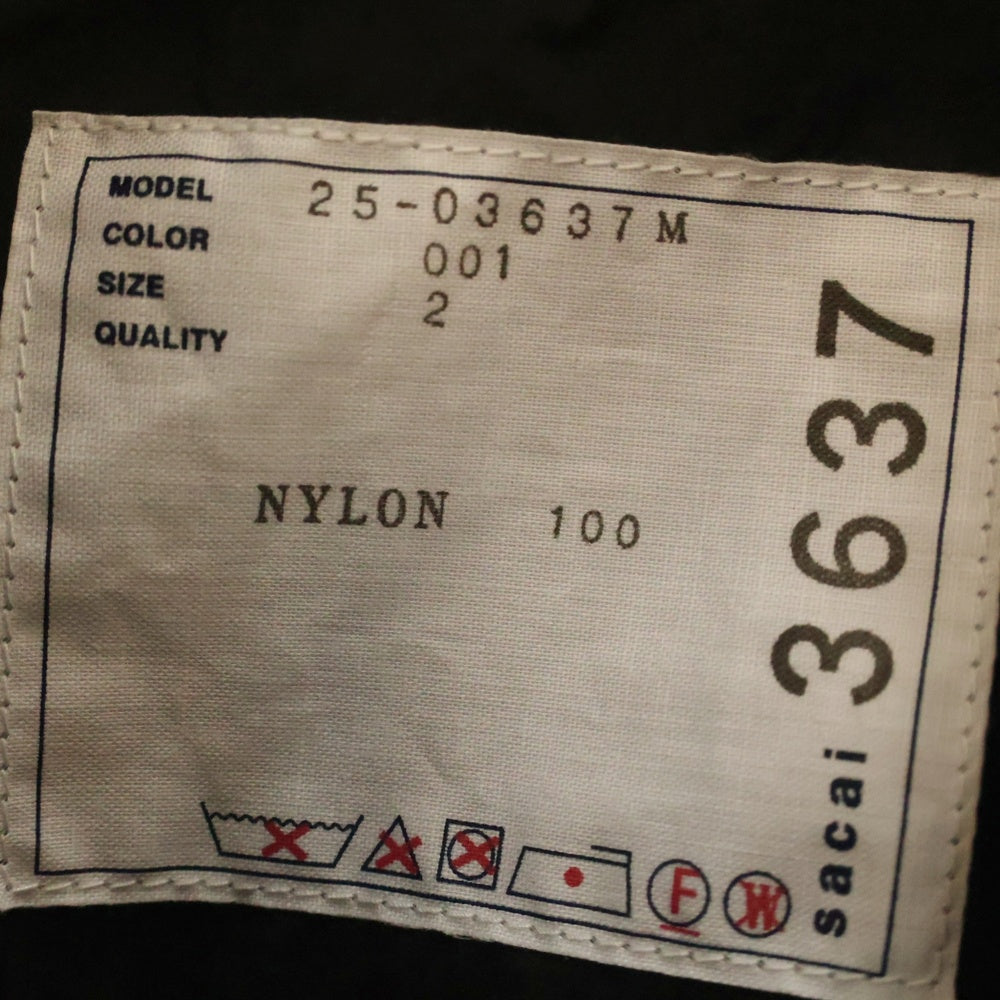 MODEL 25-03637M
COLOR 001
SIZE 2
QUALITY
NYLON 100
F W
sacai 3637